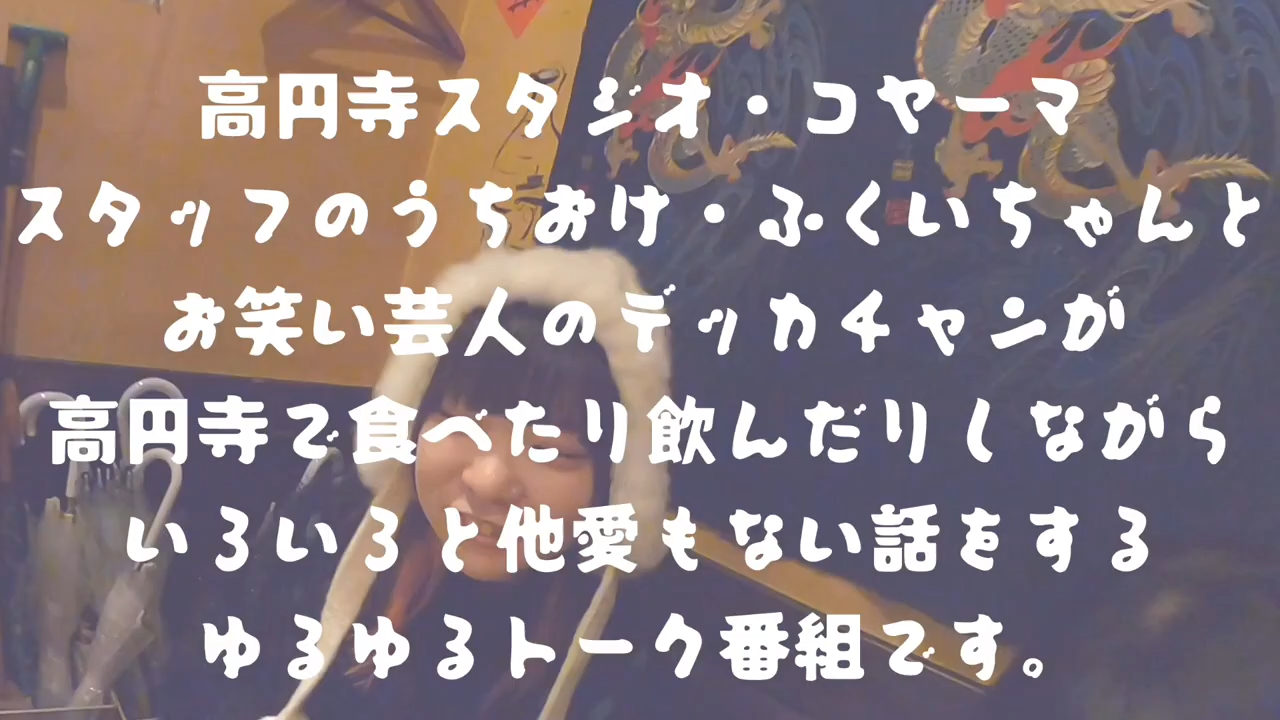 高円寺スタジオ・コヤーマ
スタッフのうちおけ・ふくいちゃんと
お笑い芸人のデッカチャンが
高円寺で食べたり飲んだりしながら
いろいろと他愛もない話をする
ゆるゆるトーク番組です。